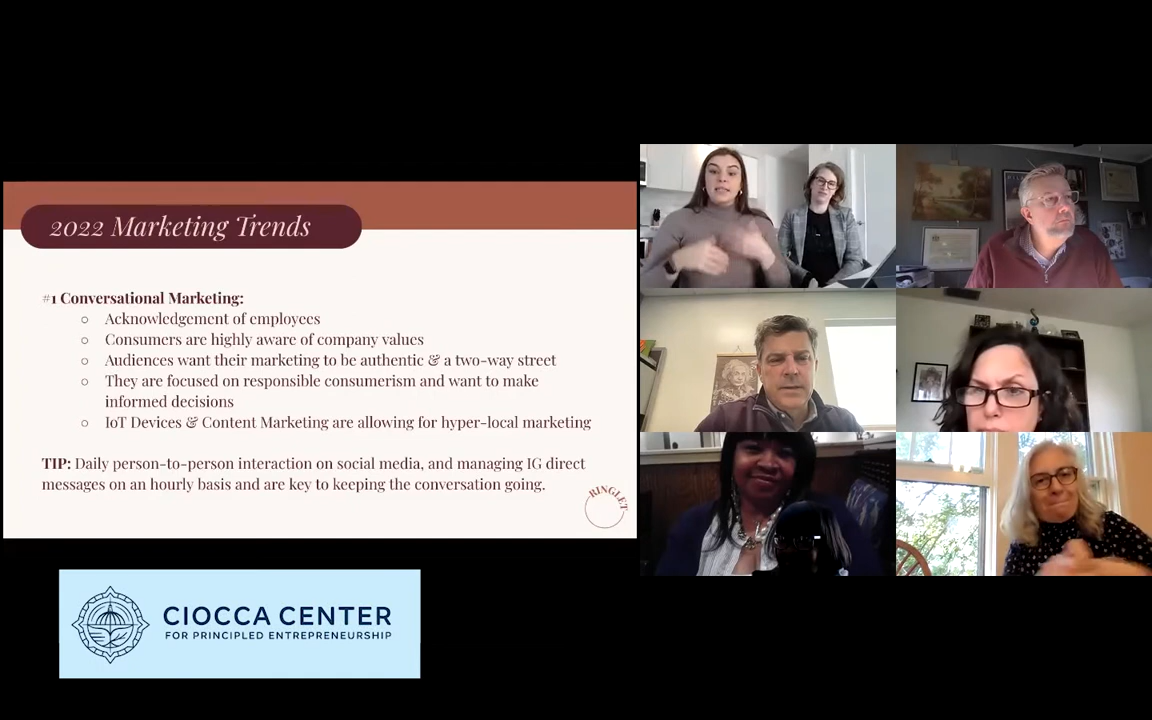 2022 Marketing Trends
#1 Conversational Marketing:
○ Acknowledgement of employees
○ Consumers are highly aware of company values
○ Audiences want their marketing to be authentic & a two-way street
○ They are focused on responsible consumerism and want to make
informed decisions
○ IoT Devices & Content Marketing are allowing for hyper-local marketing
TIP: Daily person-to-person interaction on social media, and managing IG direct
messages on an hourly basis and are key to keeping the conversation going.
RINGLET
CIOCCA CENTER
FOR PRINCIPLED ENTREPRENEURSHIP